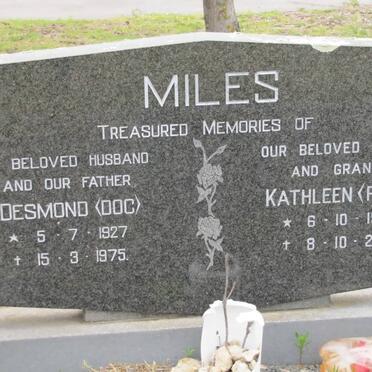 MILES
TREASURED MEMORIES OF
BELOVED HUSBAND
AND OUR FATHER
DESMOND (DOC)
★ 5 · 7 · 1927
✝ 15 · 3 · 1975.
OUR BELOVED
AND
KATHLEEN
★ 6 - 10 -
✝ 8 - 10 -